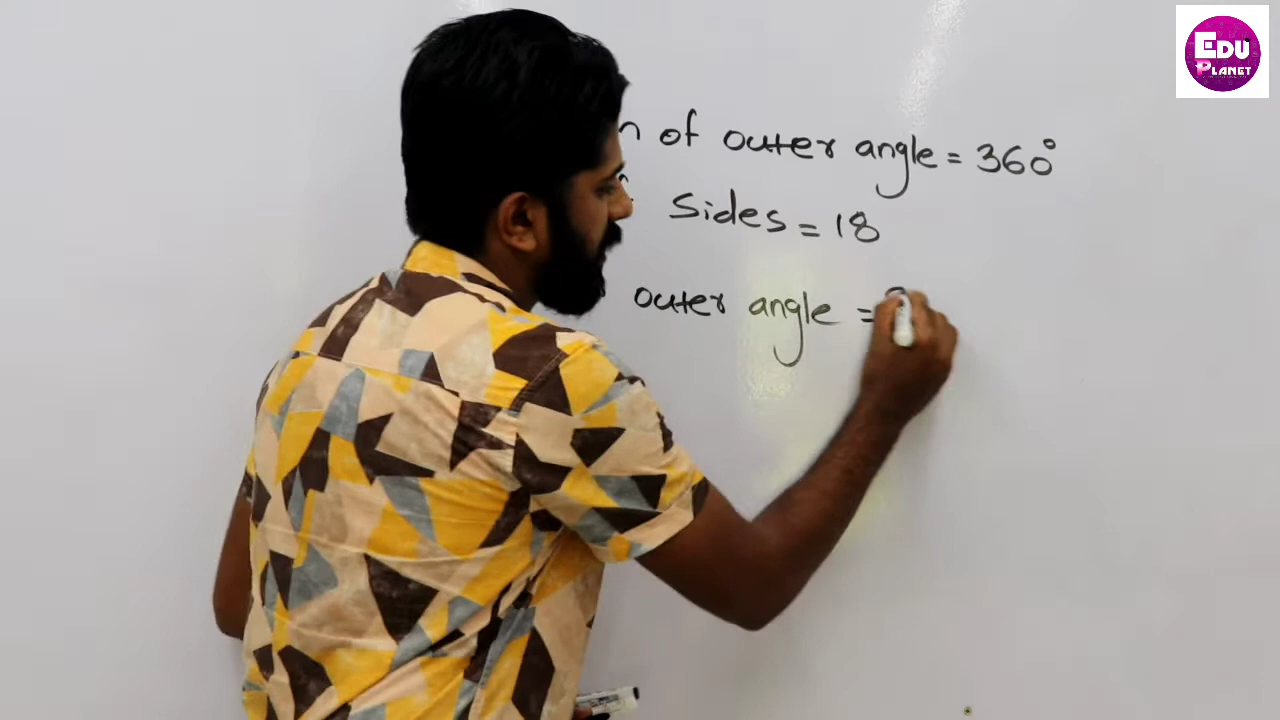 EDU
PLANET
of outer angle = 360°
Sides = 18
outer angle =